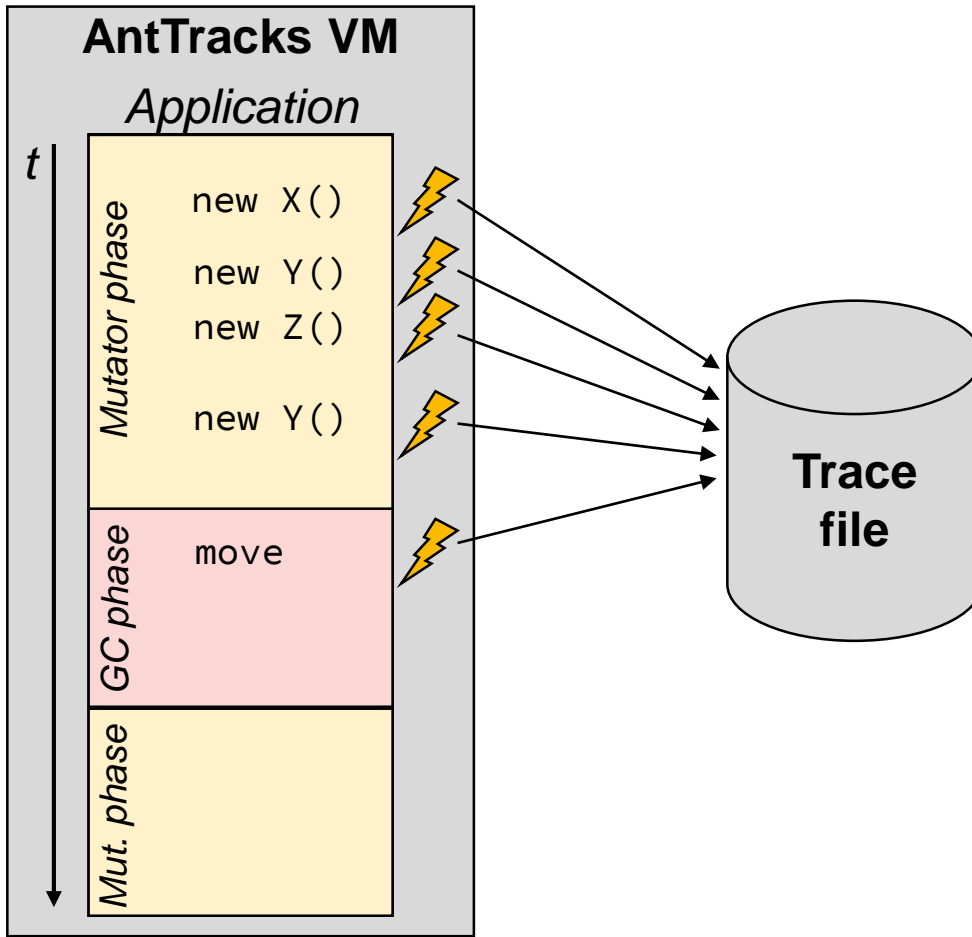 AntTracks VM
Application
t
Mutator phase
new X()
new Y()
new Z()
new Y()
GC phase
move
Mut. phase
Trace
file